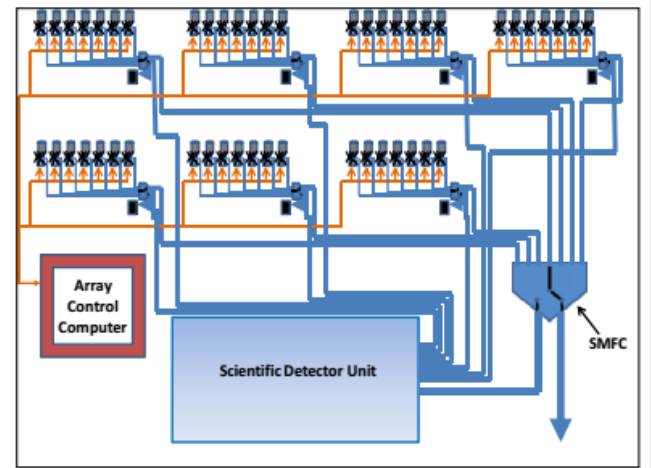 Array
Control
Computer
Scientific Detector Unit
SMFC